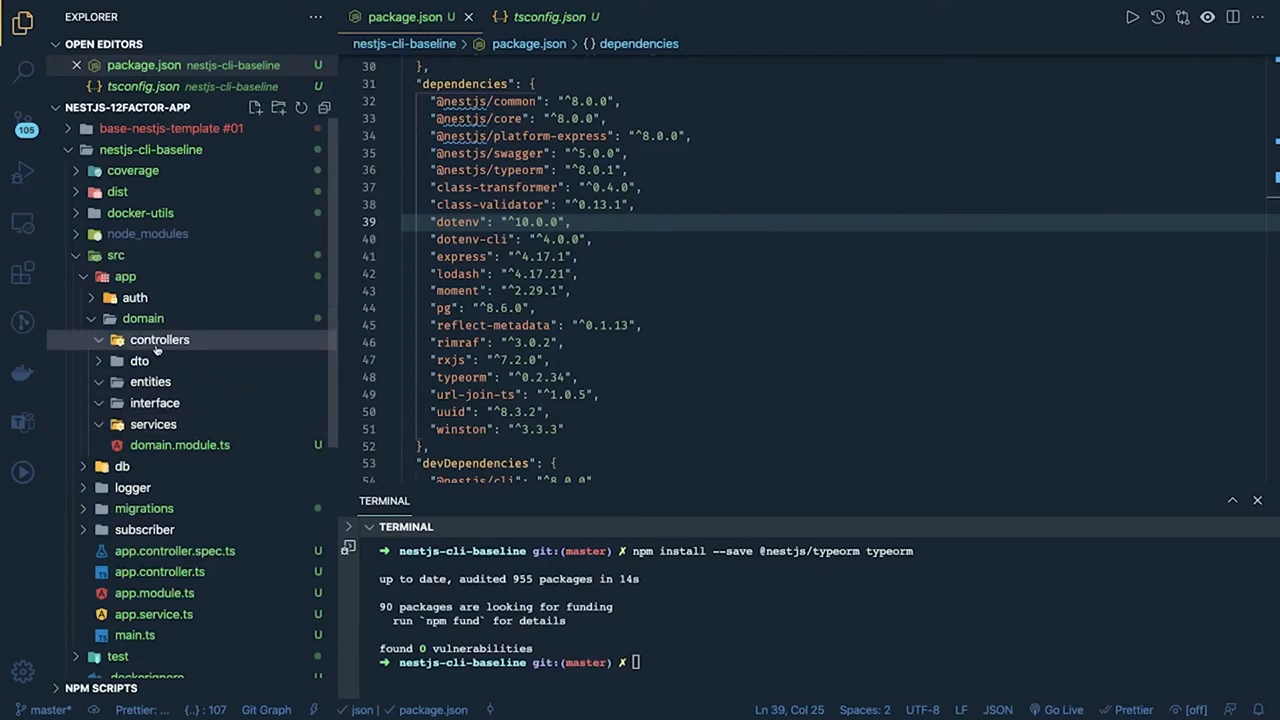 EXPLORER
OPEN EDITORS
package.json nestjs-cli-baseline U
tsconfig.json nestjs-cli-baseline U
NESTJS-12FACTOR-APP
105
base-nestjs-template #01
nestjs-cli-baseline
coverage
dist
docker-utils
node_modules
src
app
auth
domain
controllers
dto
entities
interface
services
domain.module.ts U
db
logger
migrations
subscriber
app.controller.spec.ts U
app.controller.ts U
app.module.ts U
app.service.ts U
main.ts U
test
dockerignore
NPM SCRIPTS
package.json U
tsconfig.json U
nestjs-cli-baseline > package.json > {} dependencies
30 },
31 "dependencies": {
32 "@nestjs/common": "^8.0.0",
33 "@nestjs/core": "^8.0.0",
34 "@nestjs/platform-express": "^8.0.0",
35 "@nestjs/swagger": "^5.0.0",
36 "@nestjs/typeorm": "^8.0.1",
37 "class-transformer": "^0.4.0",
38 "class-validator": "^0.13.1",
39 "dotenv": "^10.0.0",
40 "dotenv-cli": "^4.0.0",
41 "express": "^4.17.1",
42 "lodash": "^4.17.21",
43 "moment": "^2.29.1",
44 "pg": "^8.6.0",
45 "reflect-metadata": "^0.1.13",
46 "rimraf": "^3.0.2",
47 "rxjs": "^7.2.0",
48 "typeorm": "^0.2.34",
49 "url-join-ts": "^1.0.5",
50 "uuid": "^8.3.2",
51 "winston": "^3.3.3"
52 },
53 "devDependencies": {
54 "@nestjs/cli": "^8.0.0"
TERMINAL
TERMINAL
➜ nestjs-cli-baseline git:(master) ✗ npm install --save @nestjs/typeorm typeorm
up to date, audited 955 packages in 14s
90 packages are looking for funding
run `npm fund` for details
found 0 vulnerabilities
➜ nestjs-cli-baseline git:(master) ✗
master* Prettier: ... {..} : 107 Git Graph ✓ json | ✓ package.json Ln 39, Col 25 Spaces: 2 UTF-8 LF JSON Go Live Prettier [off]